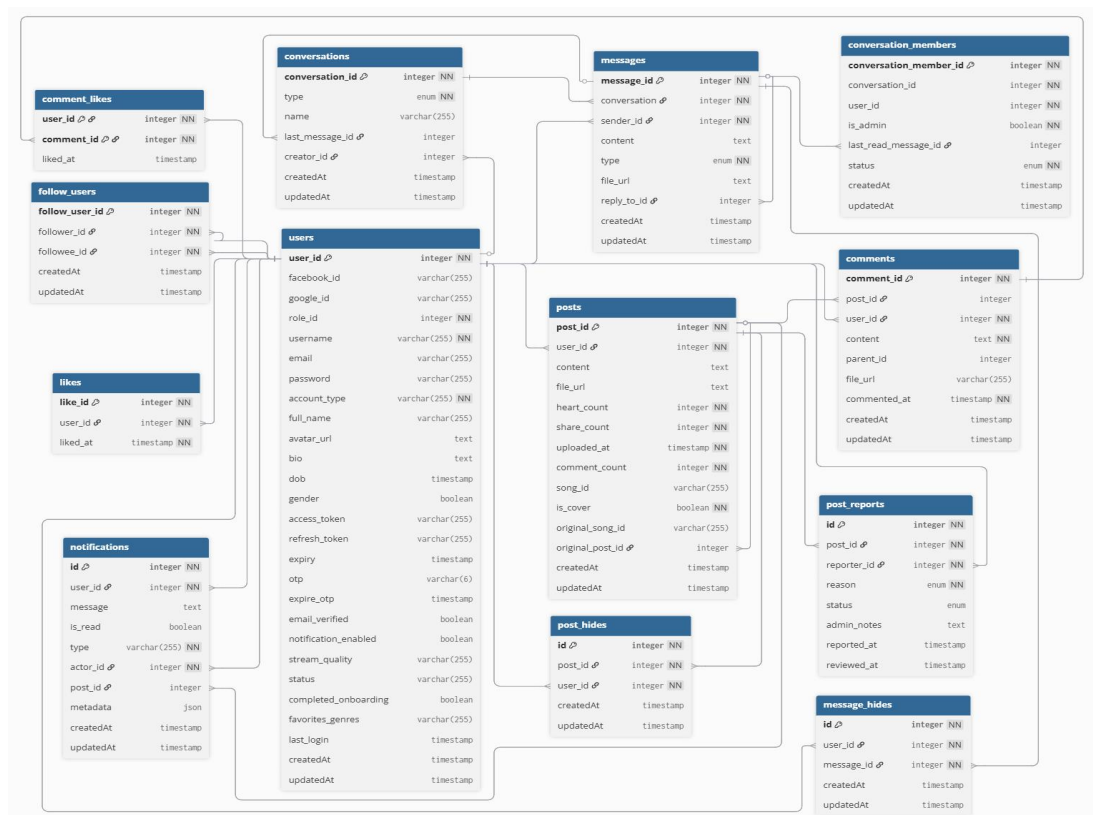 conversations
conversation_id integer NN
type enum NN
name varchar(255)
last_message_id integer
creator_id integer
createdAt timestamp
updatedAt timestamp
messages
message_id integer NN
conversation integer NN
sender_id integer NN
content text
type enum NN
file_url text
reply_to_id integer
createdAt timestamp
updatedAt timestamp
conversation_members
conversation_member_id integer NN
conversation_id integer NN
user_id integer NN
is_admin boolean NN
last_read_message_id integer
status enum NN
createdAt timestamp
updatedAt timestamp
comment_likes
user_id integer NN
comment_id integer NN
liked_at timestamp
follow_users
follow_user_id integer NN
follower_id integer NN
followee_id integer NN
createdAt timestamp
updatedAt timestamp
users
user_id integer NN
facebook_id varchar(255)
google_id varchar(255)
role_id integer NN
username varchar(255) NN
email varchar(255)
password varchar(255)
account_type varchar(255) NN
full_name varchar(255)
avatar_url text
bio text
dob timestamp
gender boolean
access_token varchar(255)
refresh_token varchar(255)
expiry timestamp
otp varchar(6)
expire_otp timestamp
email_verified boolean
notification_enabled boolean
stream_quality varchar(255)
status varchar(255)
completed_onboarding boolean
favorites_genres varchar(255)
last_login timestamp
createdAt timestamp
updatedAt timestamp
comments
comment_id integer NN
post_id integer
user_id integer NN
content text NN
parent_id integer
file_url varchar(255)
commented_at timestamp NN
createdAt timestamp
updatedAt timestamp
posts
post_id integer NN
user_id integer NN
content text
file_url text
heart_count integer NN
share_count integer NN
uploaded_at timestamp NN
comment_count integer NN
song_id varchar(255)
is_cover boolean NN
original_song_id varchar(255)
original_post_id integer
createdAt timestamp
updatedAt timestamp
likes
like_id integer NN
user_id integer NN
liked_at timestamp NN
post_reports
id integer NN
post_id integer NN
reporter_id integer NN
reason enum NN
status enum
admin_notes text
reported_at timestamp
reviewed_at timestamp
notifications
id integer NN
user_id integer NN
message text
is_read boolean
type varchar(255) NN
actor_id integer NN
post_id integer
metadata json
createdAt timestamp
updatedAt timestamp
post_hides
id integer NN
post_id integer NN
user_id integer NN
createdAt timestamp
updatedAt timestamp
message_hides
id integer NN
user_id integer NN
message_id integer NN
createdAt timestamp
updatedAt timestamp